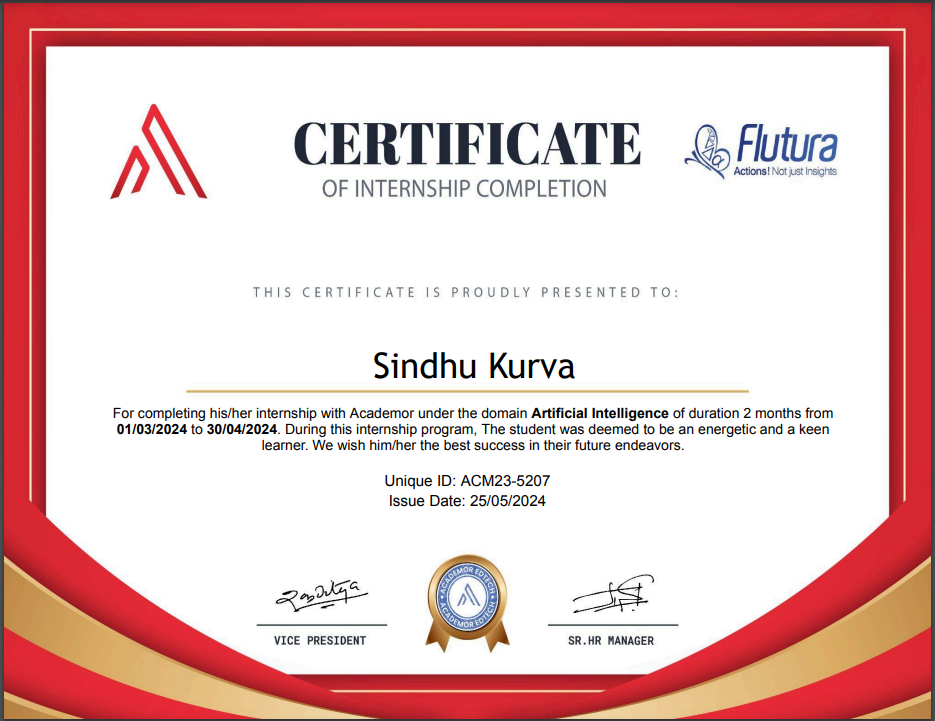 CERTIFICATE
OF INTERNSHIP COMPLETION
Flutura
Actions! Not just Insights
THIS CERTIFICATE IS PROUDLY PRESENTED TO:
Sindhu Kurva
For completing his/her internship with Academor under the domain Artificial Intelligence of duration 2 months from
01/03/2024 to 30/04/2024. During this internship program, The student was deemed to be an energetic and a keen
learner. We wish him/her the best success in their future endeavors.
Unique ID: ACM23-5207
Issue Date: 25/05/2024
ACADEMOR EDTECH
ACADEMOR EDTECH
VICE PRESIDENT
SR.HR MANAGER